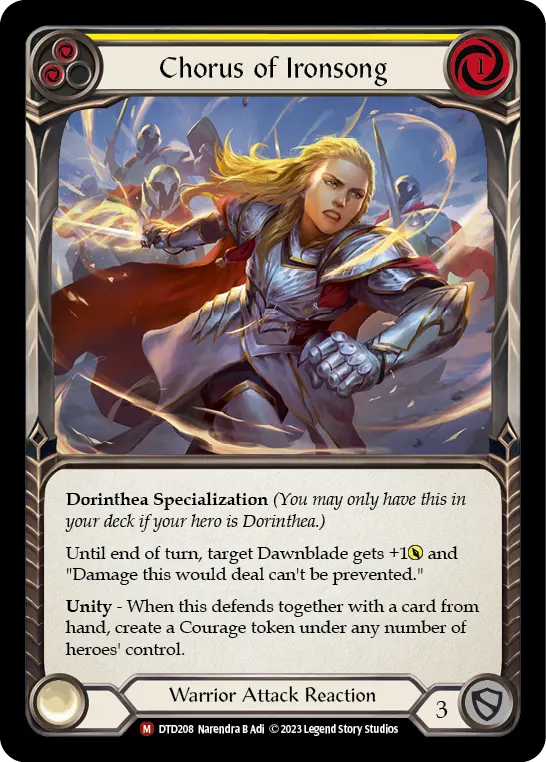 Chorus of Ironsong
1
Dorinthea Specialization (You may only have this in
your deck if your hero is Dorinthea.)
Until end of turn, target Dawnblade gets +1 and
"Damage this would deal can't be prevented."
Unity - When this defends together with a card from
hand, create a Courage token under any number of
heroes' control.
Warrior Attack Reaction
3
M DTD208 Narendra B Adi © 2023 Legend Story Studios